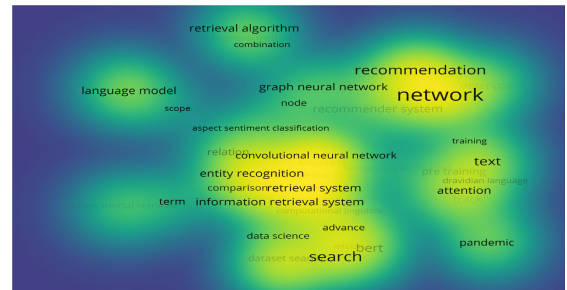 retrieval algorithm
combination
recommendation
language model
graph neural network
network
scope
node
recommender system
aspect sentiment classification
training
relation
convolutional neural network
text
entity recognition
pre training
dravidian language
comparison
retrieval system
attention
term
information retrieval system
computational linguistic
advance
data science
pandemic
bert
search